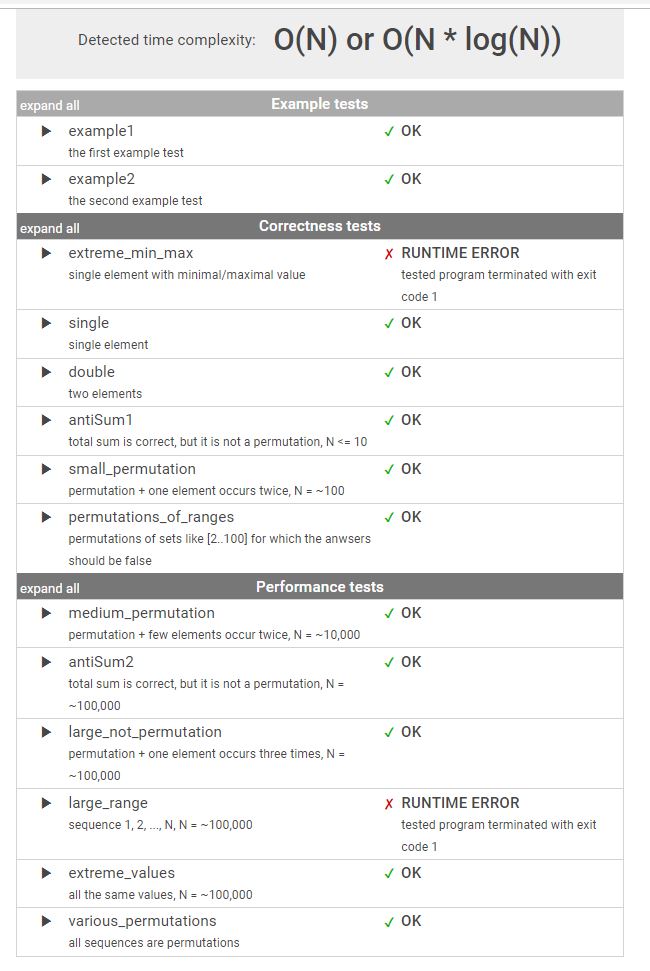 Detected time complexity: O(N) or O(N * log(N))
expand all Example tests
▶ example1 ✓ OK
the first example test
▶ example2 ✓ OK
the second example test
expand all Correctness tests
▶ extreme_min_max ✗ RUNTIME ERROR
single element with minimal/maximal value tested program terminated with exit
code 1
▶ single ✓ OK
single element
▶ double ✓ OK
two elements
▶ antiSum1 ✓ OK
total sum is correct, but it is not a permutation, N <= 10
▶ small_permutation ✓ OK
permutation + one element occurs twice, N = ~100
▶ permutations_of_ranges ✓ OK
permutations of sets like [2..100] for which the anwsers
should be false
expand all Performance tests
▶ medium_permutation ✓ OK
permutation + few elements occur twice, N = ~10,000
▶ antiSum2 ✓ OK
total sum is correct, but it is not a permutation, N =
~100,000
▶ large_not_permutation ✓ OK
permutation + one element occurs three times, N =
~100,000
▶ large_range ✗ RUNTIME ERROR
sequence 1, 2, ..., N, N = ~100,000 tested program terminated with exit
code 1
▶ extreme_values ✓ OK
all the same values, N = ~100,000
▶ various_permutations ✓ OK
all sequences are permutations